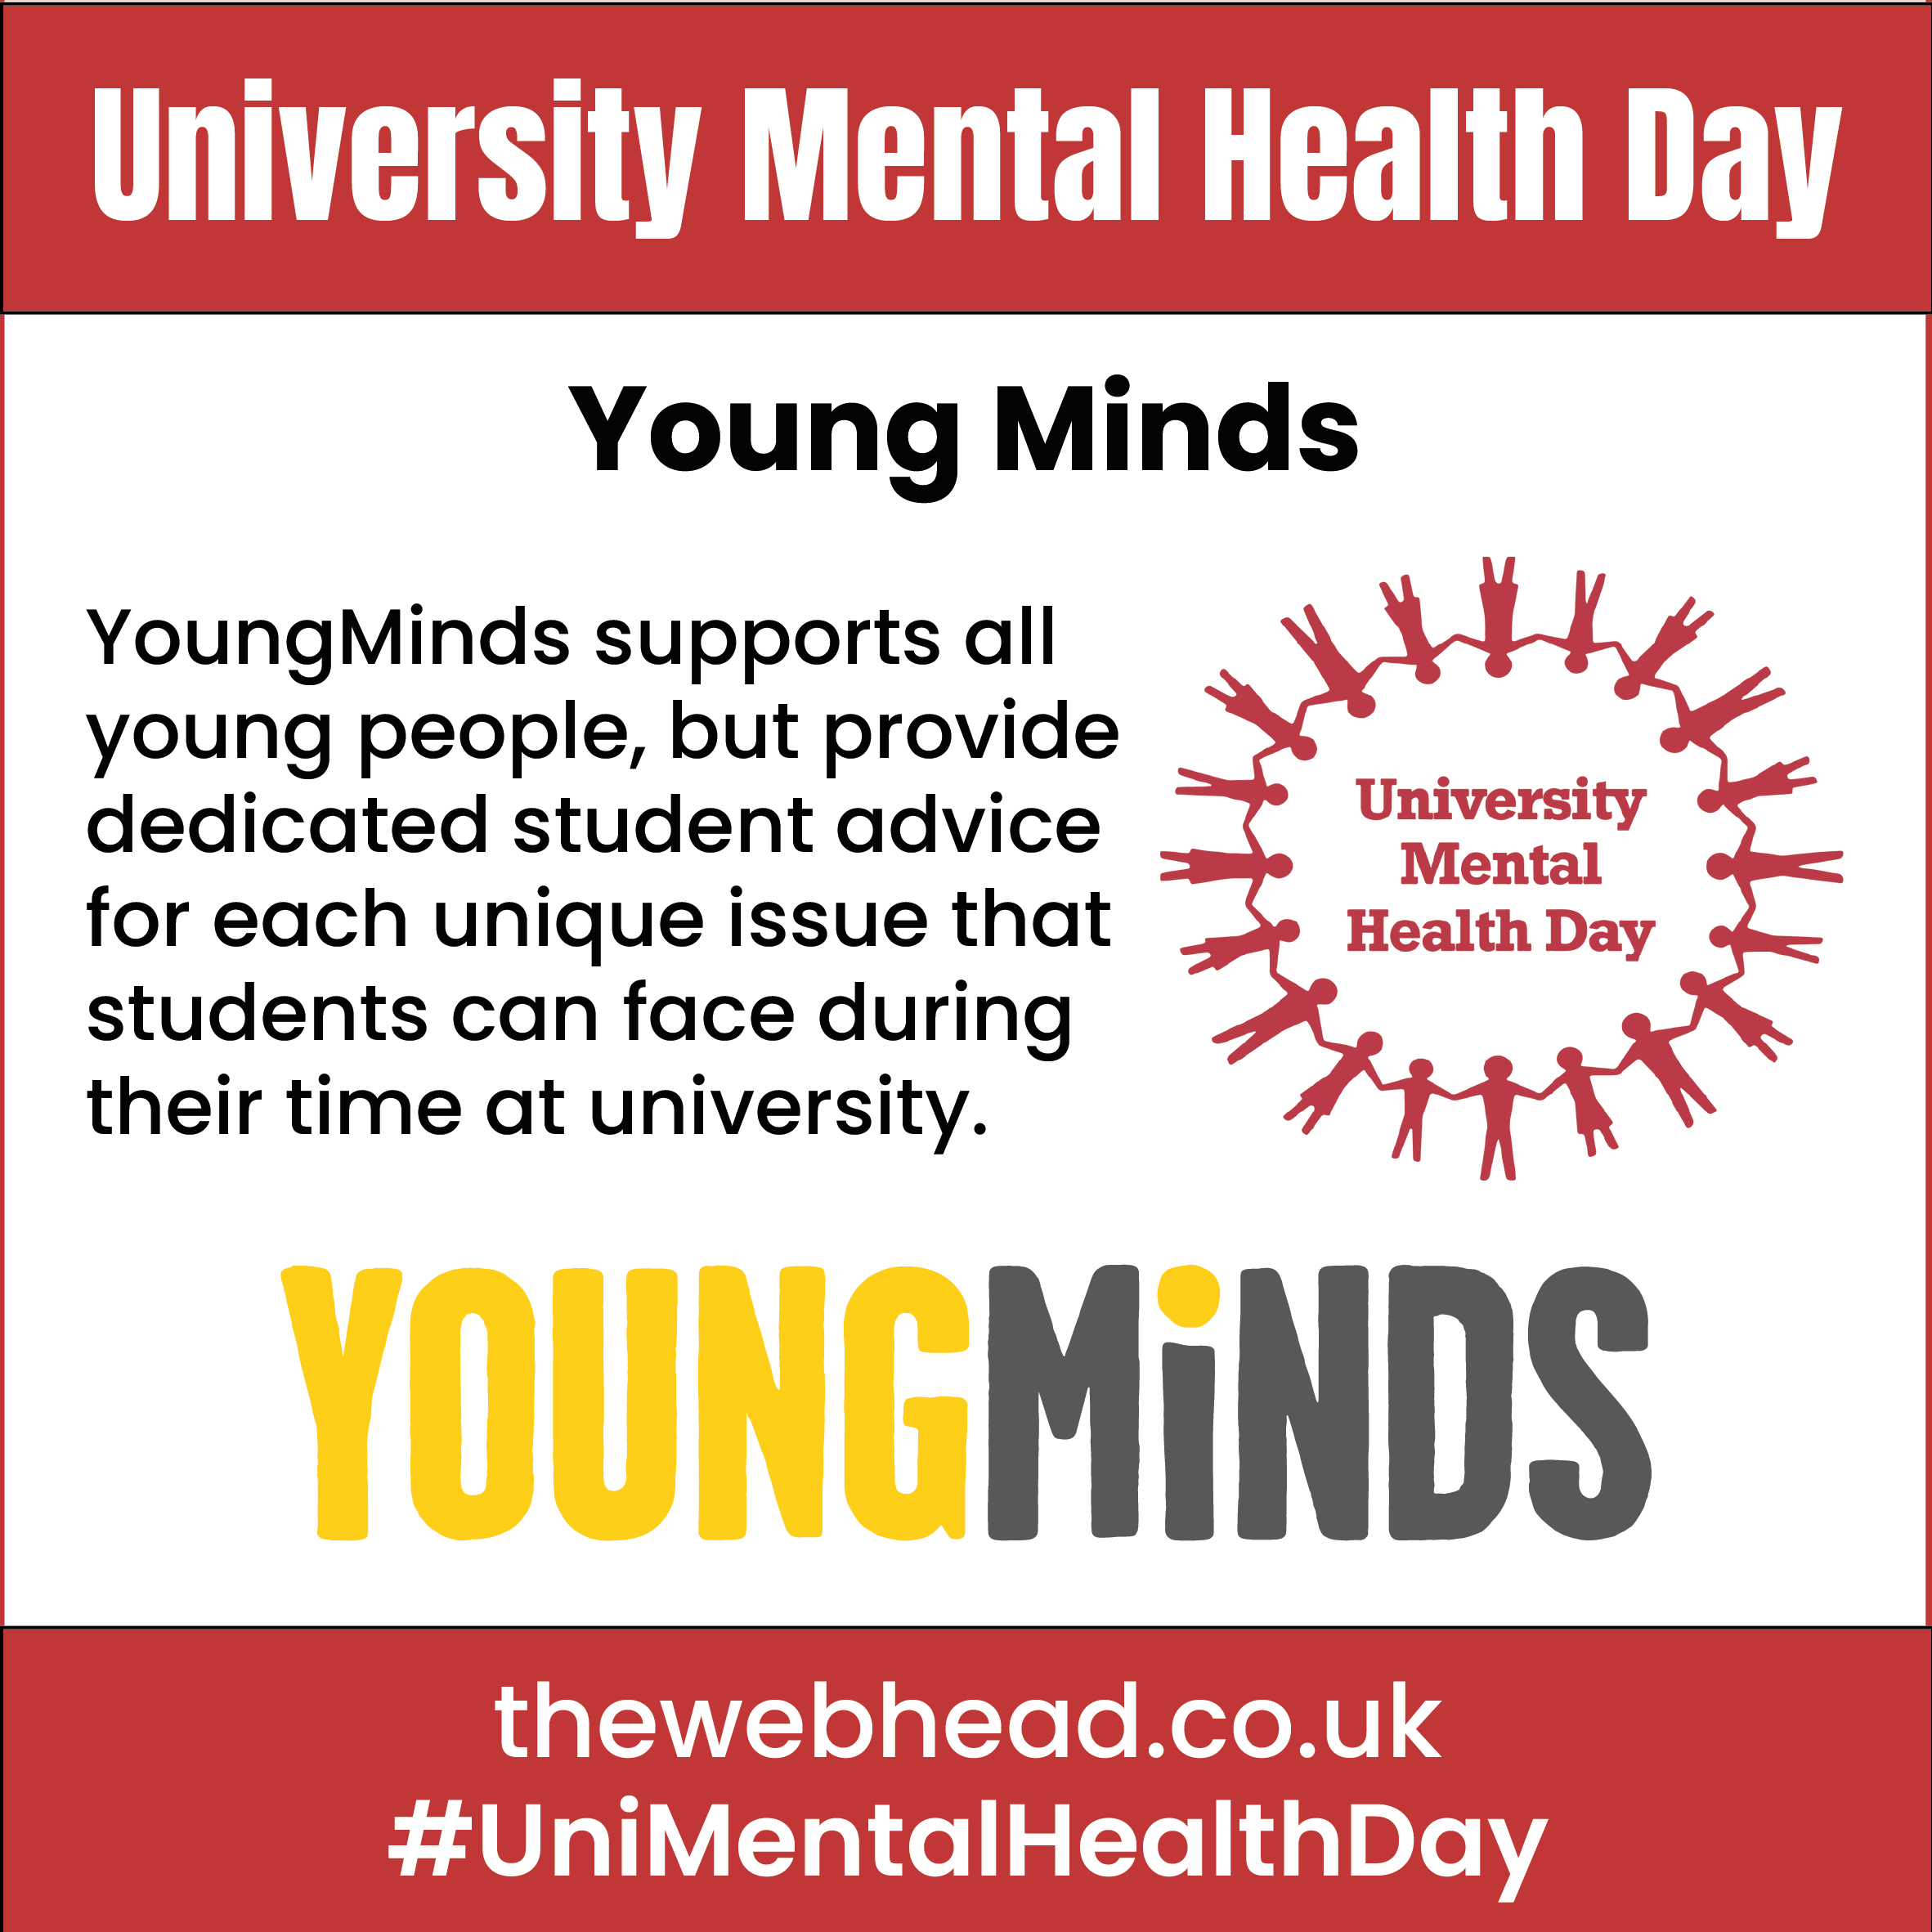 University Mental Health Day
Young Minds
YoungMinds supports all
young people, but provide
dedicated student advice
for each unique issue that
students can face during
their time at university.
University
Mental
Health Day
YOUNGMiNDS
thewebhead.co.uk
#UniMentalHealthDay